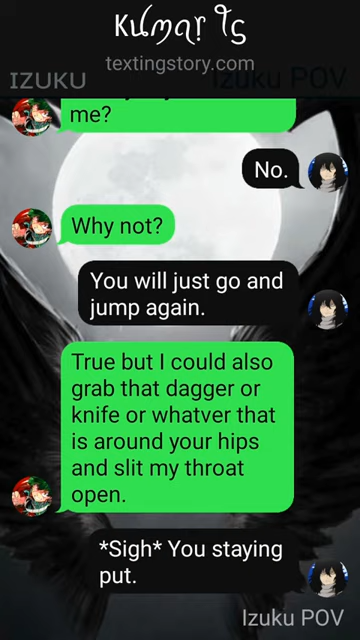 textingstory.com
IZUKU
Izuku POV
me?
No.
Why not?
You will just go and
jump again.
True but I could also
grab that dagger or
knife or whatver that
is around your hips
and slit my throat
open.
*Sigh* You staying
put.
Izuku POV